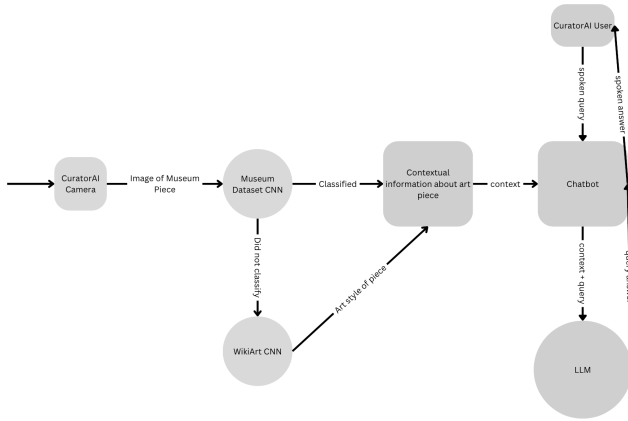 CuratorAI User
spoken query
spoken answer
CuratorAI
Camera
Image of Museum
Piece
Museum
Dataset CNN
Classified
Contextual
information about art
piece
context
Chatbot
Did not classify
Art style of piece
context + query
WikiArt CNN
LLM